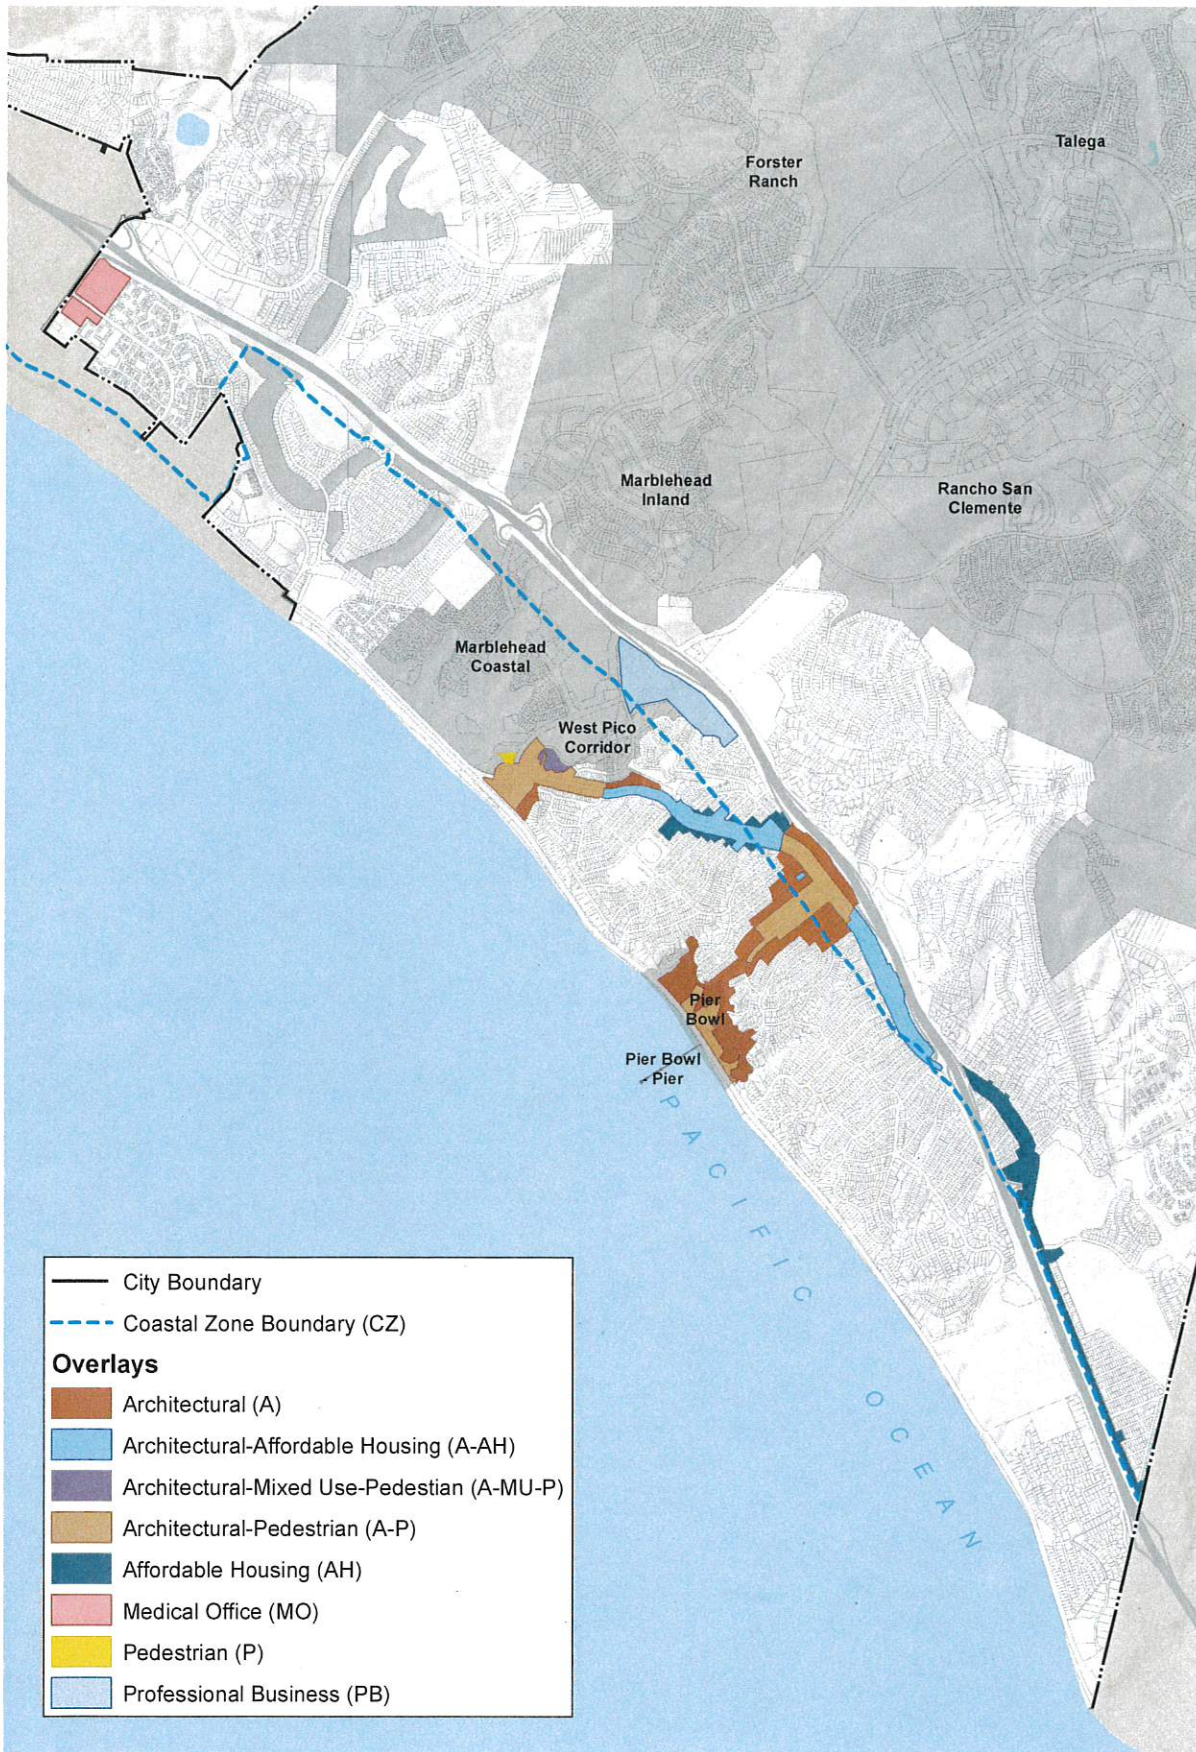 Talega
Forster
Ranch
Marblehead
Inland
Rancho San
Clemente
Marblehead
Coastal
West Pico
Corridor
Pier
Bowl
Pier Bowl
- Pier
PACIFIC OCEAN
City Boundary
Coastal Zone Boundary (CZ)
Overlays
Architectural (A)
Architectural-Affordable Housing (A-AH)
Architectural-Mixed Use-Pedestian (A-MU-P)
Architectural-Pedestrian (A-P)
Affordable Housing (AH)
Medical Office (MO)
Pedestrian (P)
Professional Business (PB)